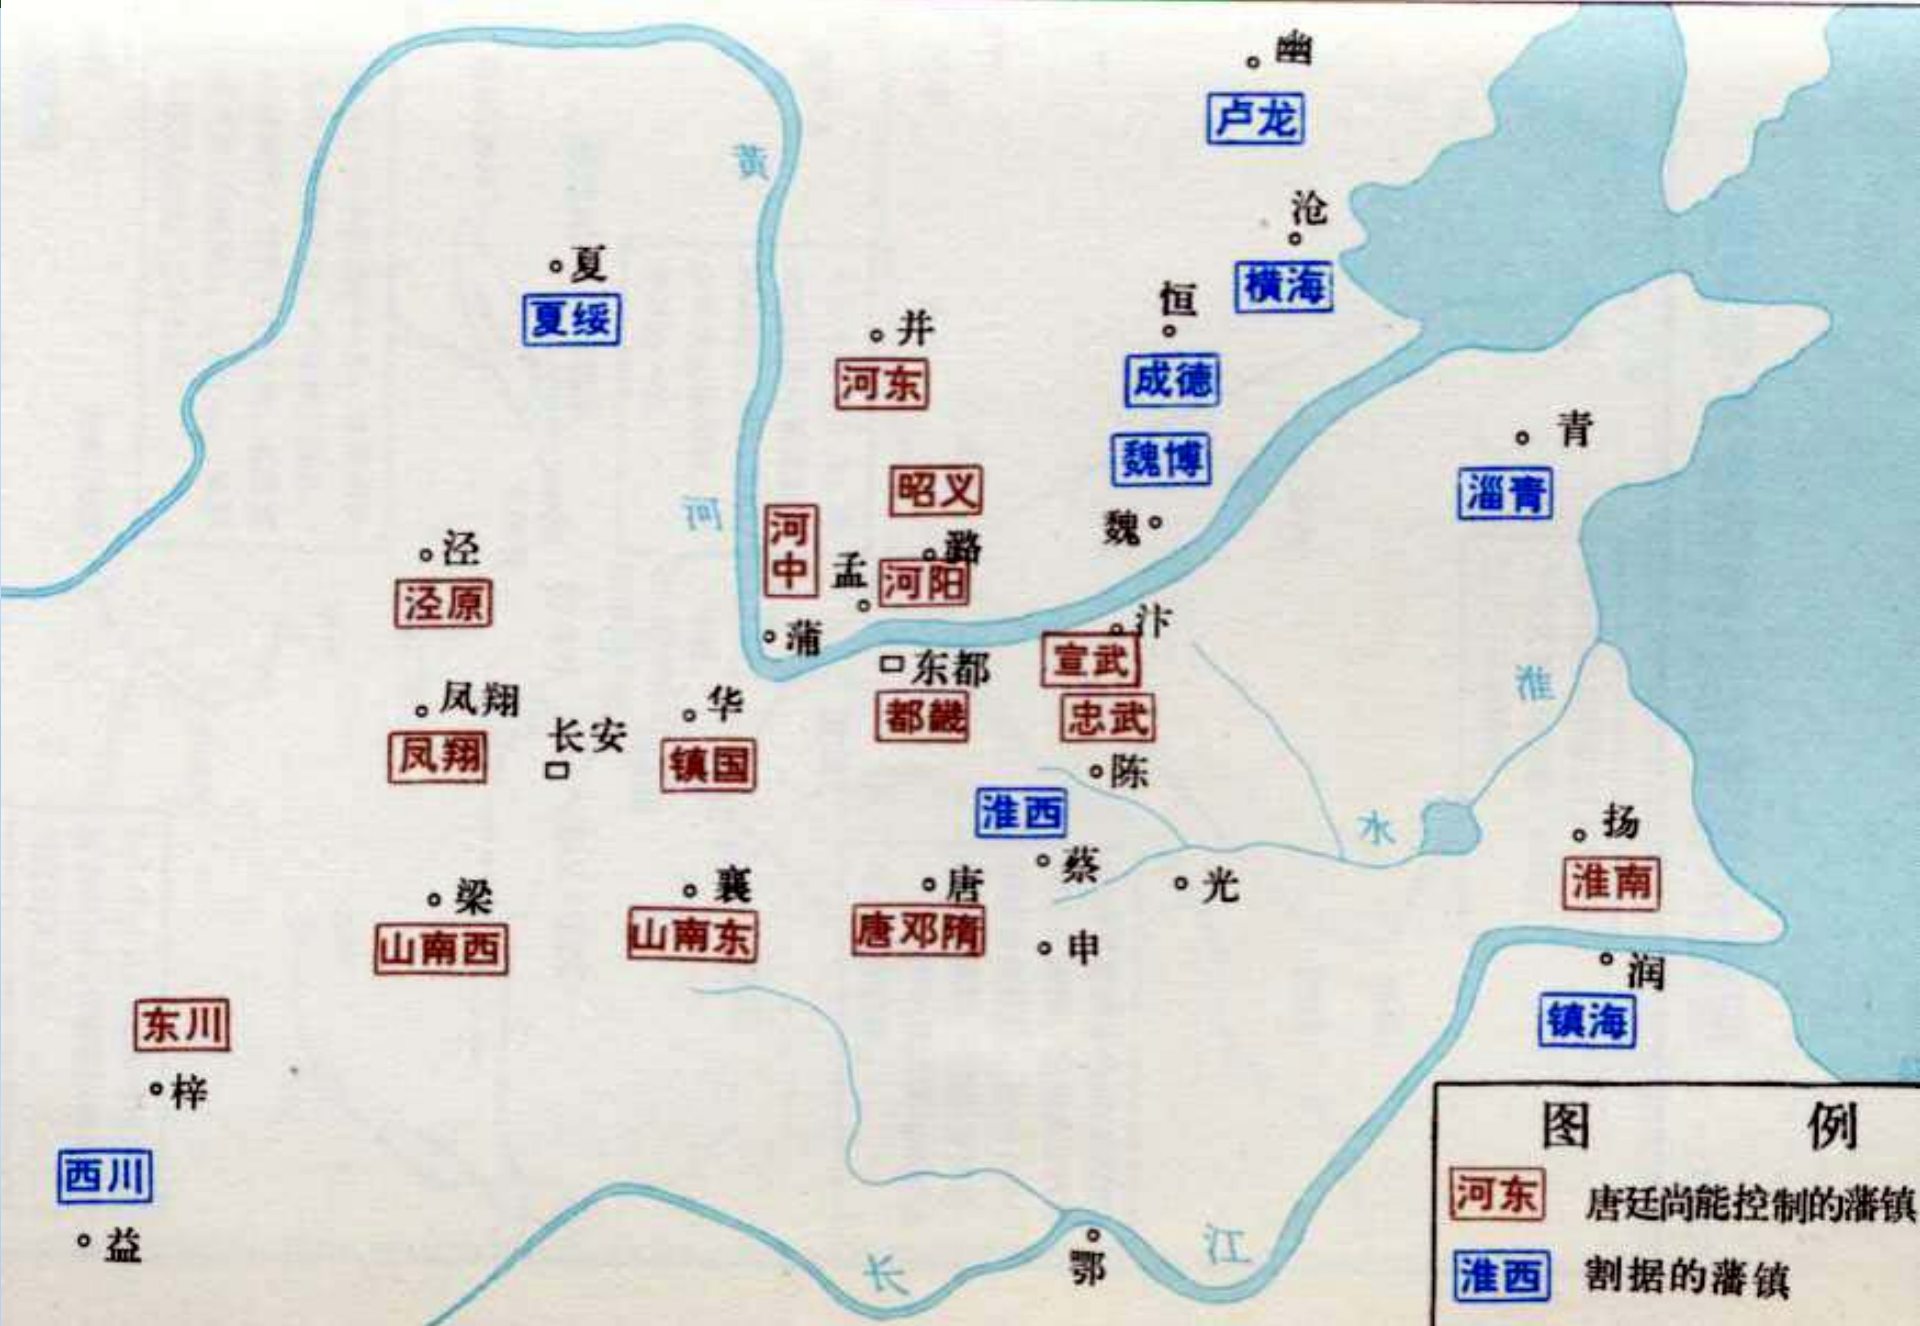 幽
卢龙
沧
横海
黄
夏
夏绥
恒
成德
并
河东
魏博
魏
青
淄青
昭义
潞
河
河中
孟
河阳
蒲
泾
泾原
汴
宣武
东都
都畿
忠武
陈
淮
凤翔
凤翔
长安
华
镇国
淮西
蔡
水
光
扬
淮南
梁
山南西
襄
山南东
唐
唐邓隋
申
润
镇海
东川
梓
西川
益
长
鄂
江
图 例
河东 唐廷尚能控制的藩镇
淮西 割据的藩镇